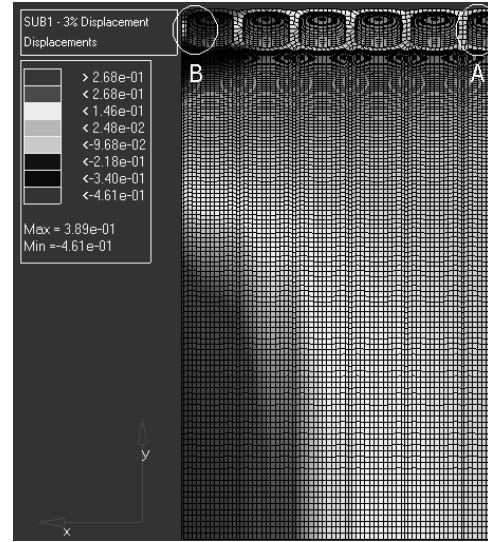 SUB1 - 3% Displacement
Displacements
> 2.68e-01
< 2.68e-01
< 1.46e-01
< 2.48e-02
<-9.68e-02
<-2.18e-01
<-3.40e-01
<-4.61e-01
Max = 3.89e-01
Min =-4.61e-01
B
A
y
x